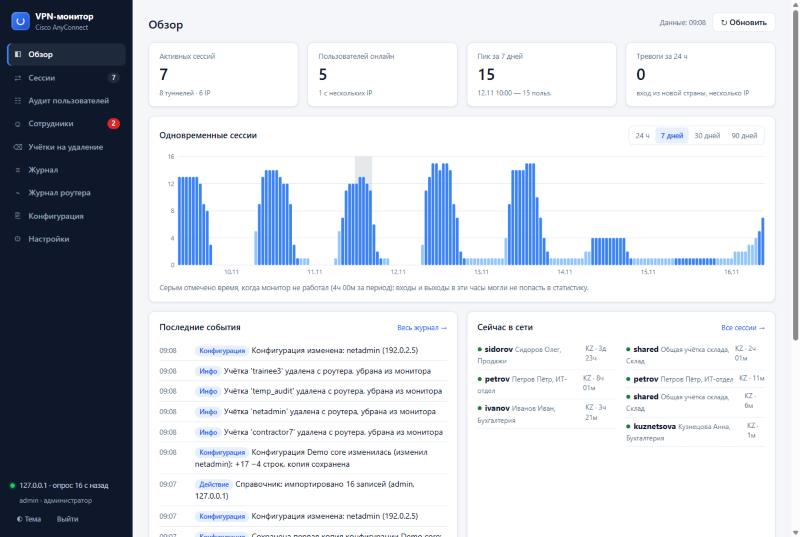 VPN-монитор
Cisco AnyConnect
Обзор
Сессии 7
Аудит пользователей
Сотрудники 2
Учётки на удаление
Журнал
Журнал роутера
Конфигурация
Настройки
127.0.0.1 · опрос 16 с назад
admin · администратор
Тема Выйти
Обзор
Данные: 09:08 ↻ Обновить
Активных сессий
7
8 туннелей · 6 IP
Пользователей онлайн
5
1 с нескольких IP
Пик за 7 дней
15
12.11 10:00 — 15 польз.
Тревоги за 24 ч
0
вход из новой страны, несколько IP
Одновременные сессии
24 ч 7 дней 30 дней 90 дней
16
12
8
4
0
10.11 11.11 12.11 13.11 14.11 15.11 16.11
Серым отмечено время, когда монитор не работал (4ч 00м за период): входы и выходы в эти часы могли не попасть в статистику.
Последние события Весь журнал →
09:08 Конфигурация Конфигурация изменена: netadmin (192.0.2.5)
09:08 Инфо Учётка 'trainee3' удалена с роутера, убрана из монитора
09:08 Инфо Учётка 'temp_audit' удалена с роутера, убрана из монитора
09:08 Инфо Учётка 'netadmin' удалена с роутера, убрана из монитора
09:08 Инфо Учётка 'contractor7' удалена с роутера, убрана из монитора
09:08 Конфигурация Конфигурация Demo core изменилась (изменил
netadmin): +17 −4 строк, копия сохранена
09:07 Действие Справочник: импортировано 16 записей (admin,
127.0.0.1)
09:07 Конфигурация Конфигурация изменена: netadmin (192.0.2.5)
09:07 Конфигурация Сохранена первая копия конфигурации Demo core:
Сейчас в сети Все сессии →
sidorov Сидоров Олег,
Продажи
KZ · 3д
23ч
petrov Петров Пётр, ИТ-
отдел
KZ · 8ч
01м
ivanov Иванов Иван,
Бухгалтерия
KZ · 3ч
21м
shared Общая учётка склада,
Склад
KZ · 2ч
01м
petrov Петров Пётр, ИТ-отдел KZ · 11м
shared Общая учётка склада,
Склад
KZ ·
6м
kuznetsova Кузнецова Анна,
Бухгалтерия
KZ ·
1м